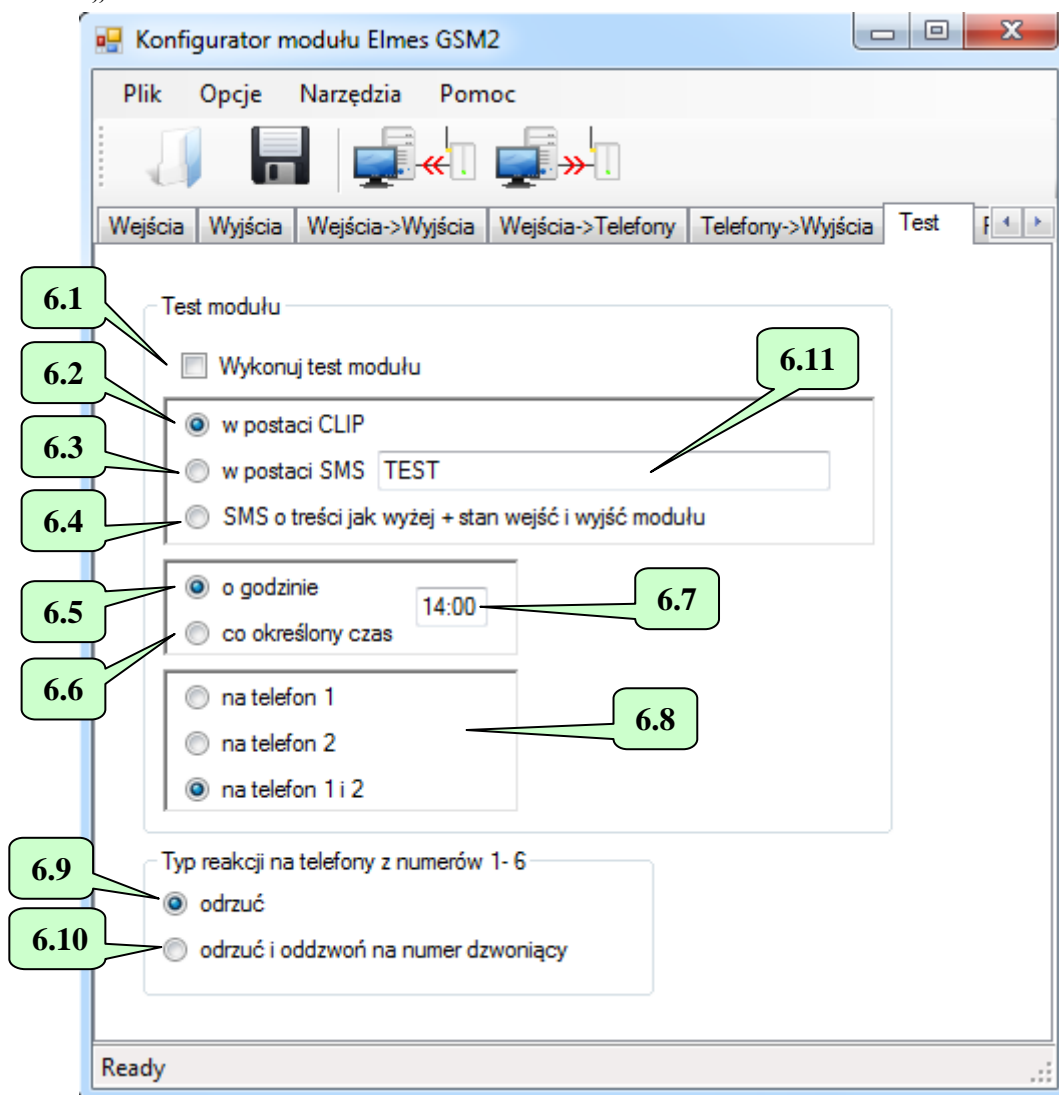 „
Konfigurator modułu Elmes GSM2
Plik Opcje Narzędzia Pomoc
Wejścia Wyjścia Wejścia->Wyjścia Wejścia->Telefony Telefony->Wyjścia Test
6.1
Test modułu
Wykonuj test modułu
6.11
6.2
w postaci CLIP
6.3
w postaci SMS TEST
6.4
SMS o treści jak wyżej + stan wejść i wyjść modułu
6.5
o godzinie
14:00
6.7
co określony czas
6.6
na telefon 1
6.8
na telefon 2
na telefon 1 i 2
Typ reakcji na telefony z numerów 1- 6
6.9
odrzuć
6.10
odrzuć i oddzwoń na numer dzwoniący
Ready